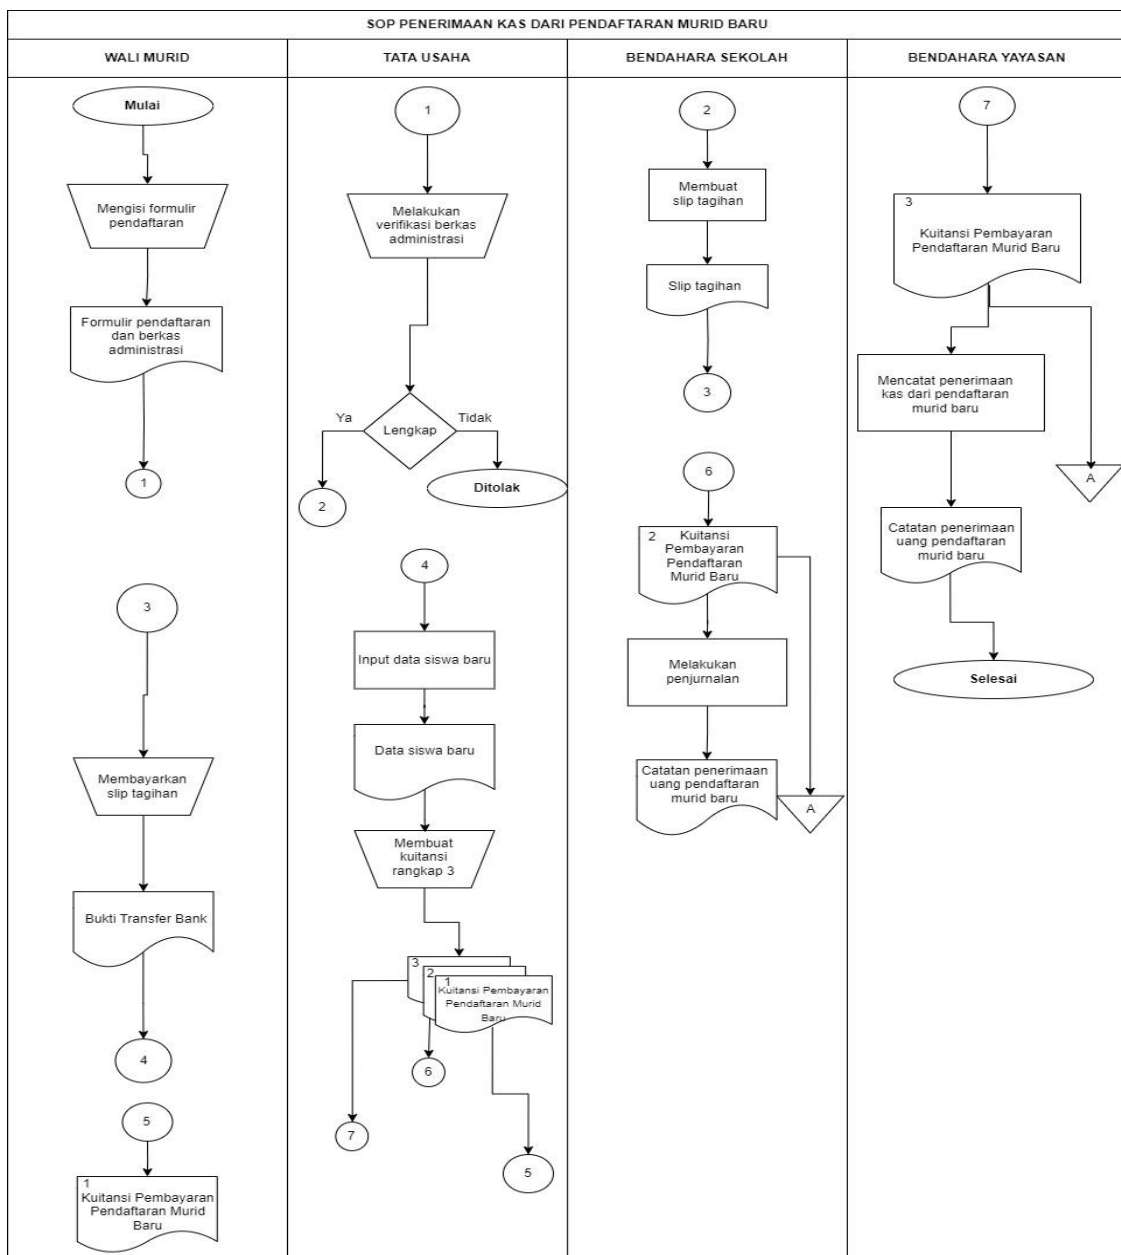 SOP PENERIMAAN KAS DARI PENDAFTARAN MURID BARU
WALI MURID
TATA USAHA
BENDAHARA SEKOLAH
BENDAHARA YAYASAN
Mulai
Mengisi formulir
pendaftaran
Formulir pendaftaran
dan berkas
administrasi
1
3
Membayarkan
slip tagihan
Bukti Transfer Bank
4
5
1
Kuitansi Pembayaran
Pendaftaran Murid
Baru
1
Melakukan
verifikasi berkas
administrasi
Ya
Tidak
Lengkap
2
Ditolak
4
Input data siswa baru
Data siswa baru
Membuat
kuitansi
rangkap 3
3
2
1
Kuitansi Pembayaran
Pendaftaran Murid
Baru
6
7
5
2
Membuat
slip tagihan
Slip tagihan
3
6
2
Kuitansi
Pembayaran
Pendaftaran
Murid Baru
Melakukan
penjurnalan
Catatan penerimaan
uang pendaftaran
murid baru
A
7
3
Kuitansi Pembayaran
Pendaftaran Murid Baru
Mencatat penerimaan
kas dari pendaftaran
murid baru
A
Catatan penerimaan
uang pendaftaran
murid baru
Selesai